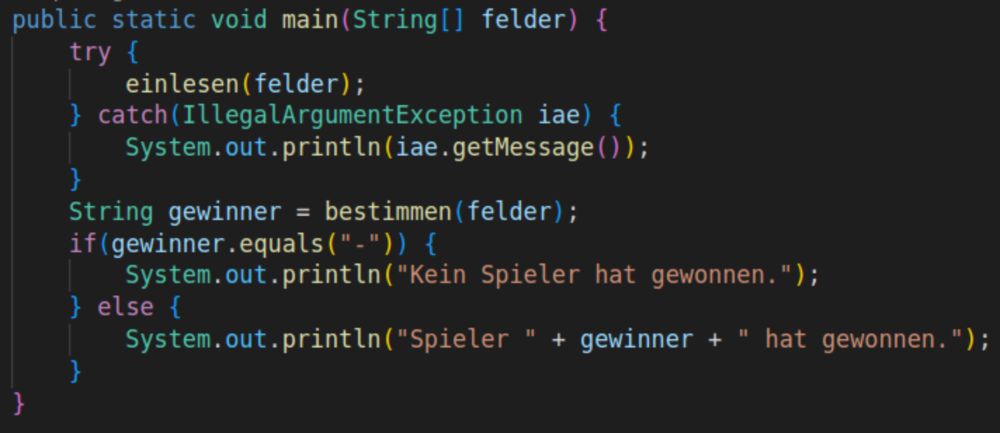 public static void main(String[] felder) {
    try {
        einlesen(felder);
    } catch(IllegalArgumentException iae) {
        System.out.println(iae.getMessage());
    }
    String gewinner = bestimmen(felder);
    if(gewinner.equals("-")) {
        System.out.println("Kein Spieler hat gewonnen.");
    } else {
        System.out.println("Spieler " + gewinner + " hat gewonnen.");
    }
}